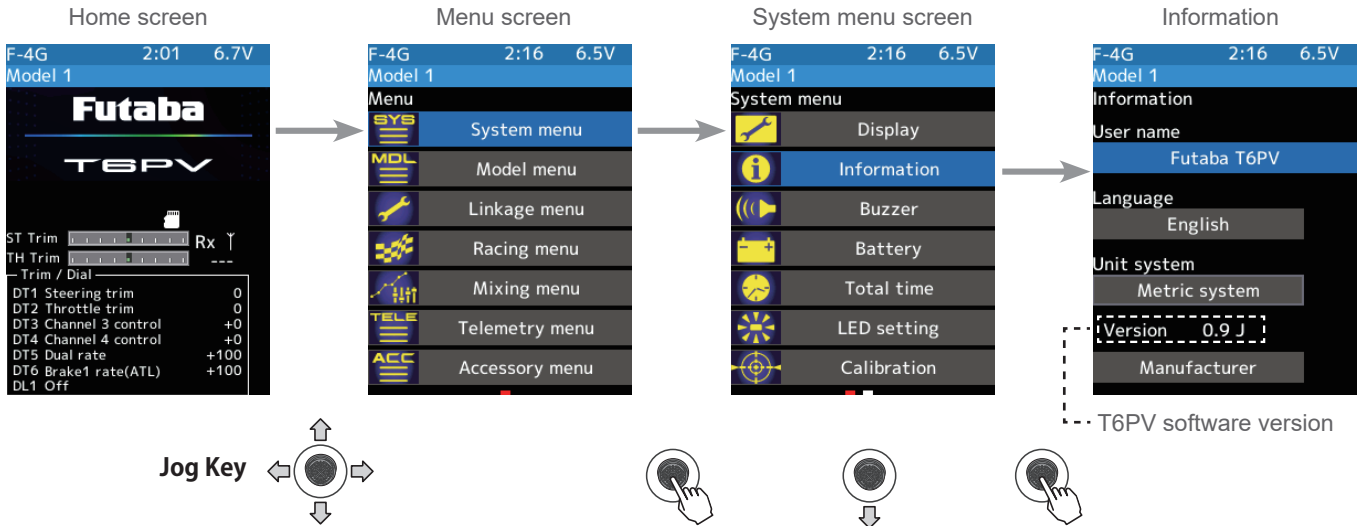 Home screen
Menu screen
System menu screen
Information
F-4G 2:01 6.7V
Model 1
Futaba
T6PV
ST Trim
Rx
TH Trim
---
Trim / Dial
DT1 Steering trim 0
DT2 Throttle trim 0
DT3 Channel 3 control +0
DT4 Channel 4 control +0
DT5 Dual rate +100
DT6 Brake1 rate(ATL) +100
DL1 Off
F-4G 2:16 6.5V
Model 1
Menu
SYS System menu
MDL Model menu
Linkage menu
Racing menu
Mixing menu
TELE Telemetry menu
ACC Accessory menu
F-4G 2:16 6.5V
Model 1
System menu
Display
Information
Buzzer
Battery
Total time
LED setting
Calibration
F-4G 2:16 6.5V
Model 1
Information
User name
Futaba T6PV
Language
English
Unit system
Metric system
Version 0.9 J
Manufacturer
T6PV software version
Jog Key